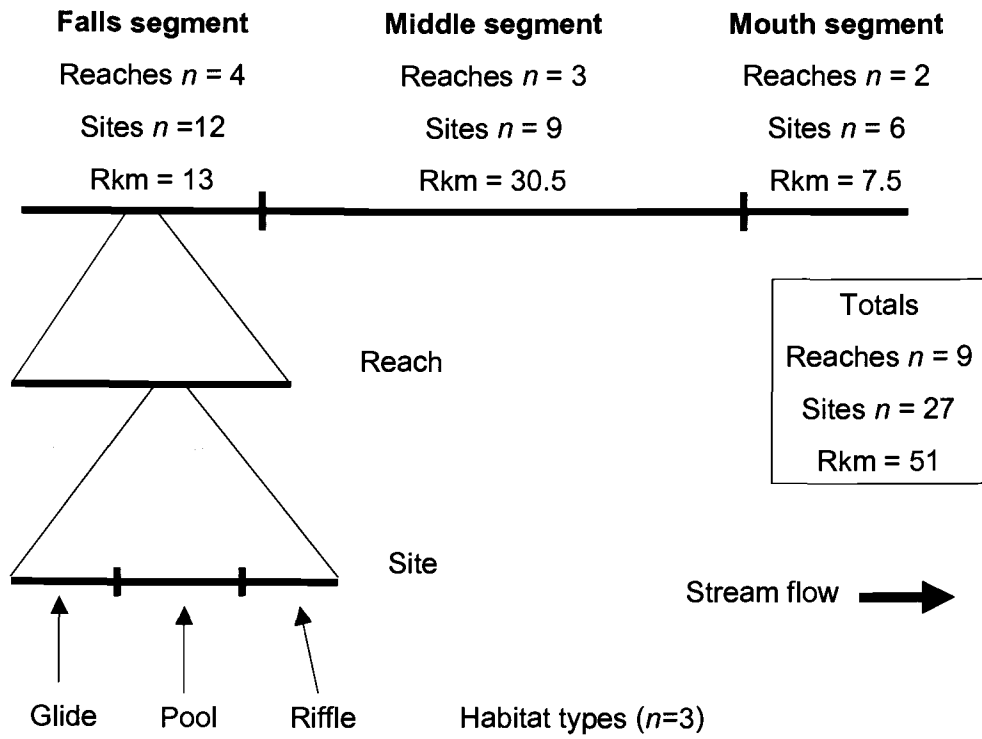 Falls segment
Reaches n = 4
Sites n =12
Rkm = 13
Middle segment
Reaches n = 3
Sites n = 9
Rkm = 30.5
Mouth segment
Reaches n = 2
Sites n = 6
Rkm = 7.5
Reach
Totals
Reaches n = 9
Sites n = 27
Rkm = 51
Site
Stream flow
Glide
Pool
Riffle
Habitat types (n=3)